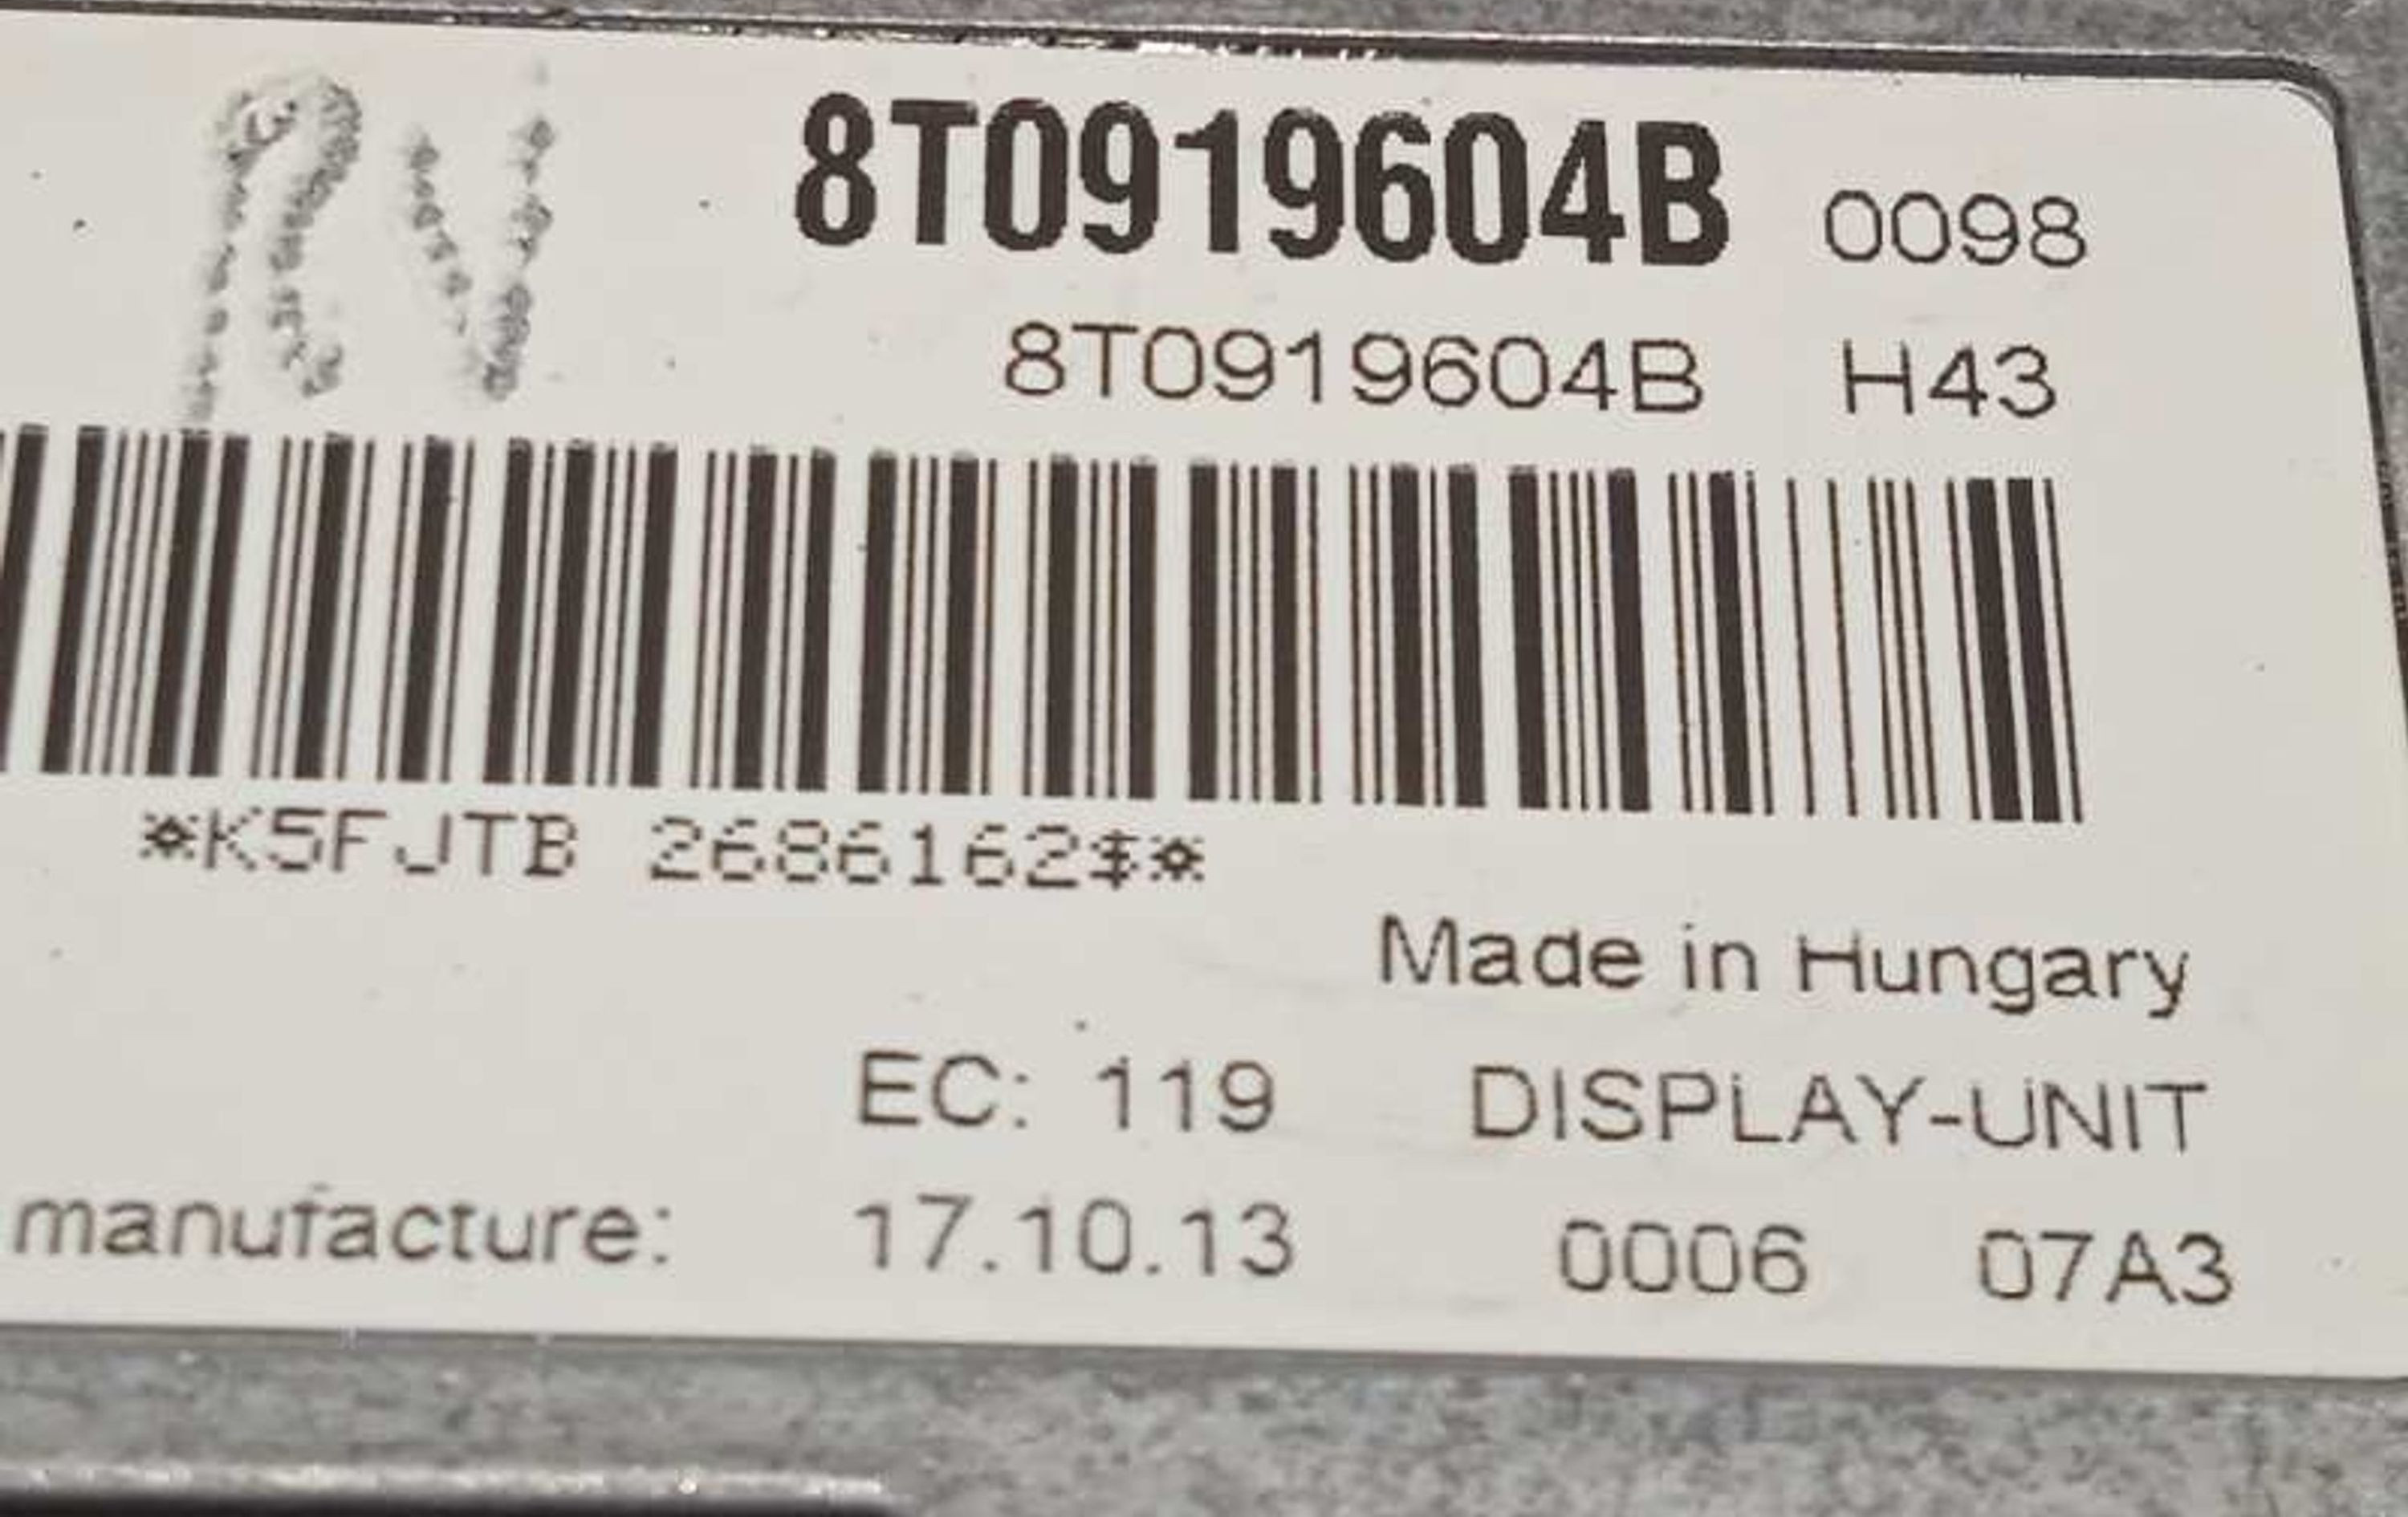 RV
8T0919604B 0098
8T0919604B H43
*K5FJTB 2686162$*
Made in Hungary
EC: 119 DISPLAY-UNIT
manufacture: 17.10.13 0006 07A3